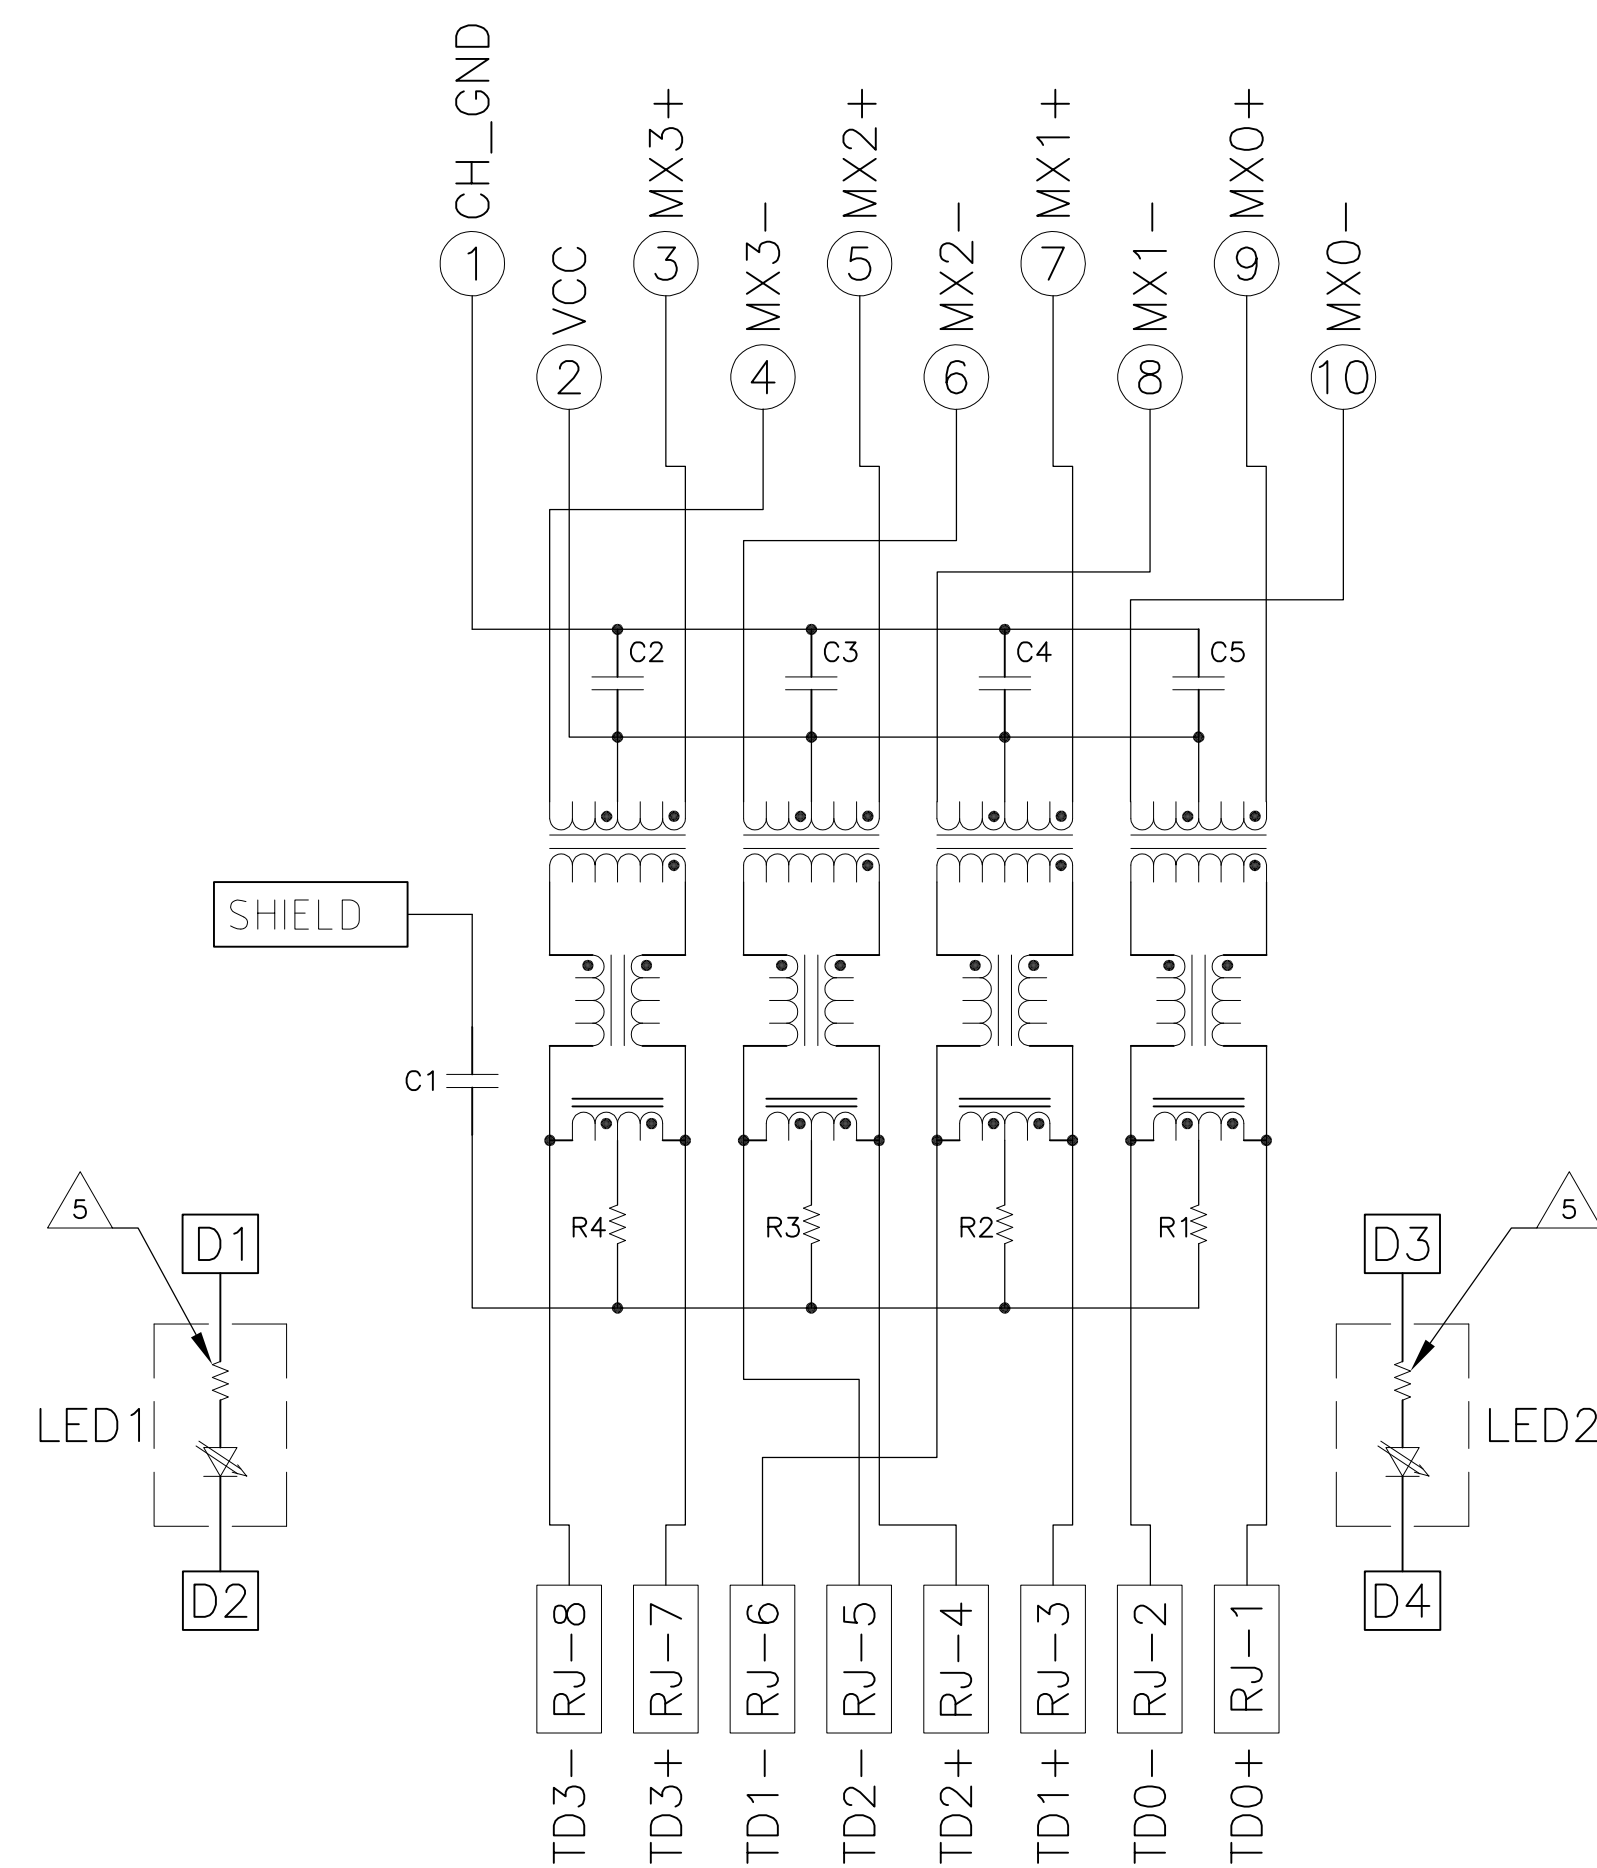 CH_GND
MX3+
MX2+
MX1+
MX0+
VCC
MX3-
MX2-
MX1-
MX0-
1
3
5
7
9
2
4
6
8
10
C2
C3
C4
C5
SHIELD
C1
5
5
D1
R4
R3
R2
R1
D3
LED1
LED2
D2
D4
RJ-8
RJ-7
RJ-6
RJ-5
RJ-4
RJ-3
RJ-2
RJ-1
TD3-
TD3+
TD1-
TD2-
TD2+
TD1+
TD0-
TD0+